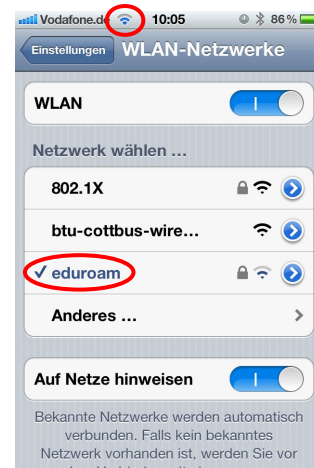 Vodafone.de 10:05 86 %
Einstellungen WLAN-Netzwerke
WLAN
Netzwerk wählen ...
802.1X
btu-cottbus-wire...
eduroam
Anderes ...
Auf Netze hinweisen
Bekannte Netzwerke werden automatisch
verbunden. Falls kein bekanntes
Netzwerk vorhanden ist, werden Sie vor